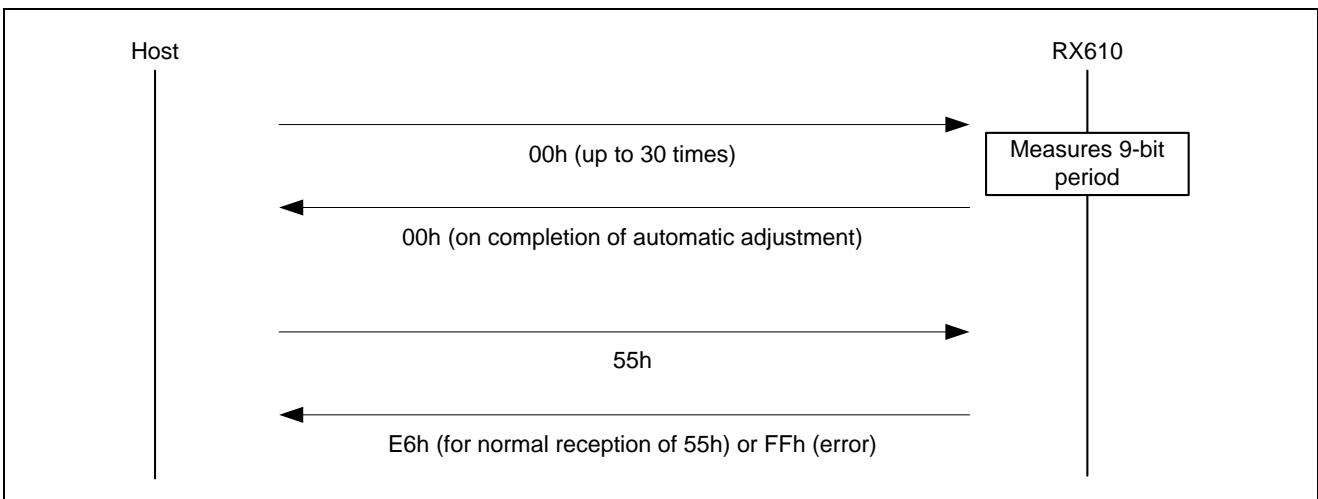 Host
RX610
00h (up to 30 times)
Measures 9-bit
period
00h (on completion of automatic adjustment)
55h
E6h (for normal reception of 55h) or FFh (error)